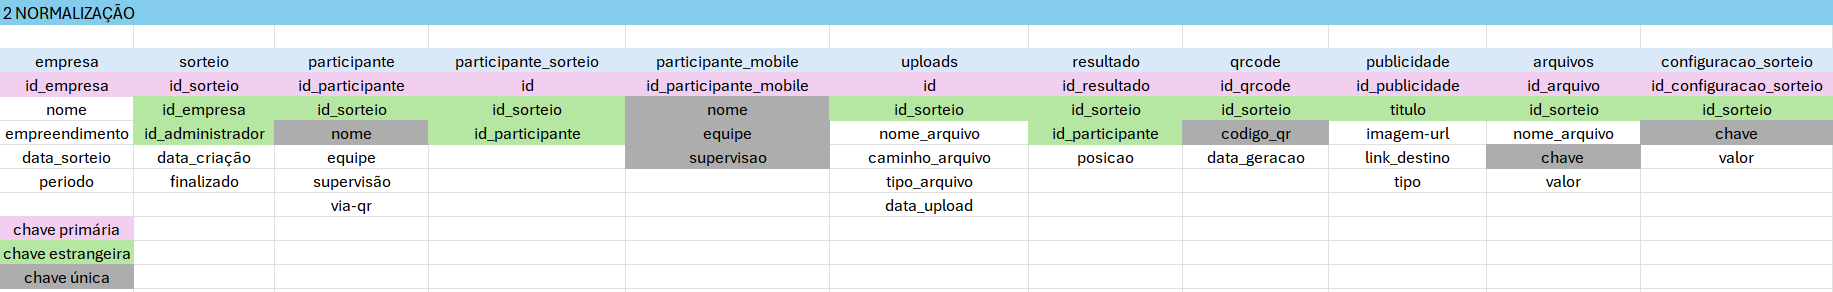 2 NORMALIZAÇÃO
empresa sorteio participante participante_sorteio participante_mobile uploads resultado qrcode publicidade arquivos configuracao_sorteio
id_empresa id_sorteio id_participante id id_participante_mobile id id_resultado id_qrcode id_publicidade id_arquivo id_configuracao_sorteio
nome id_empresa id_sorteio id_sorteio nome id_sorteio id_sorteio id_sorteio titulo id_sorteio id_sorteio
empreendimento id_administrador nome id_participante equipe nome_arquivo id_participante codigo_qr imagem-url nome_arquivo chave
data_sorteio data_criação equipe supervisao caminho_arquivo posicao data_geracao link_destino chave valor
periodo finalizado supervisão tipo_arquivo tipo valor
via-qr data_upload
chave primária
chave estrangeira
chave única